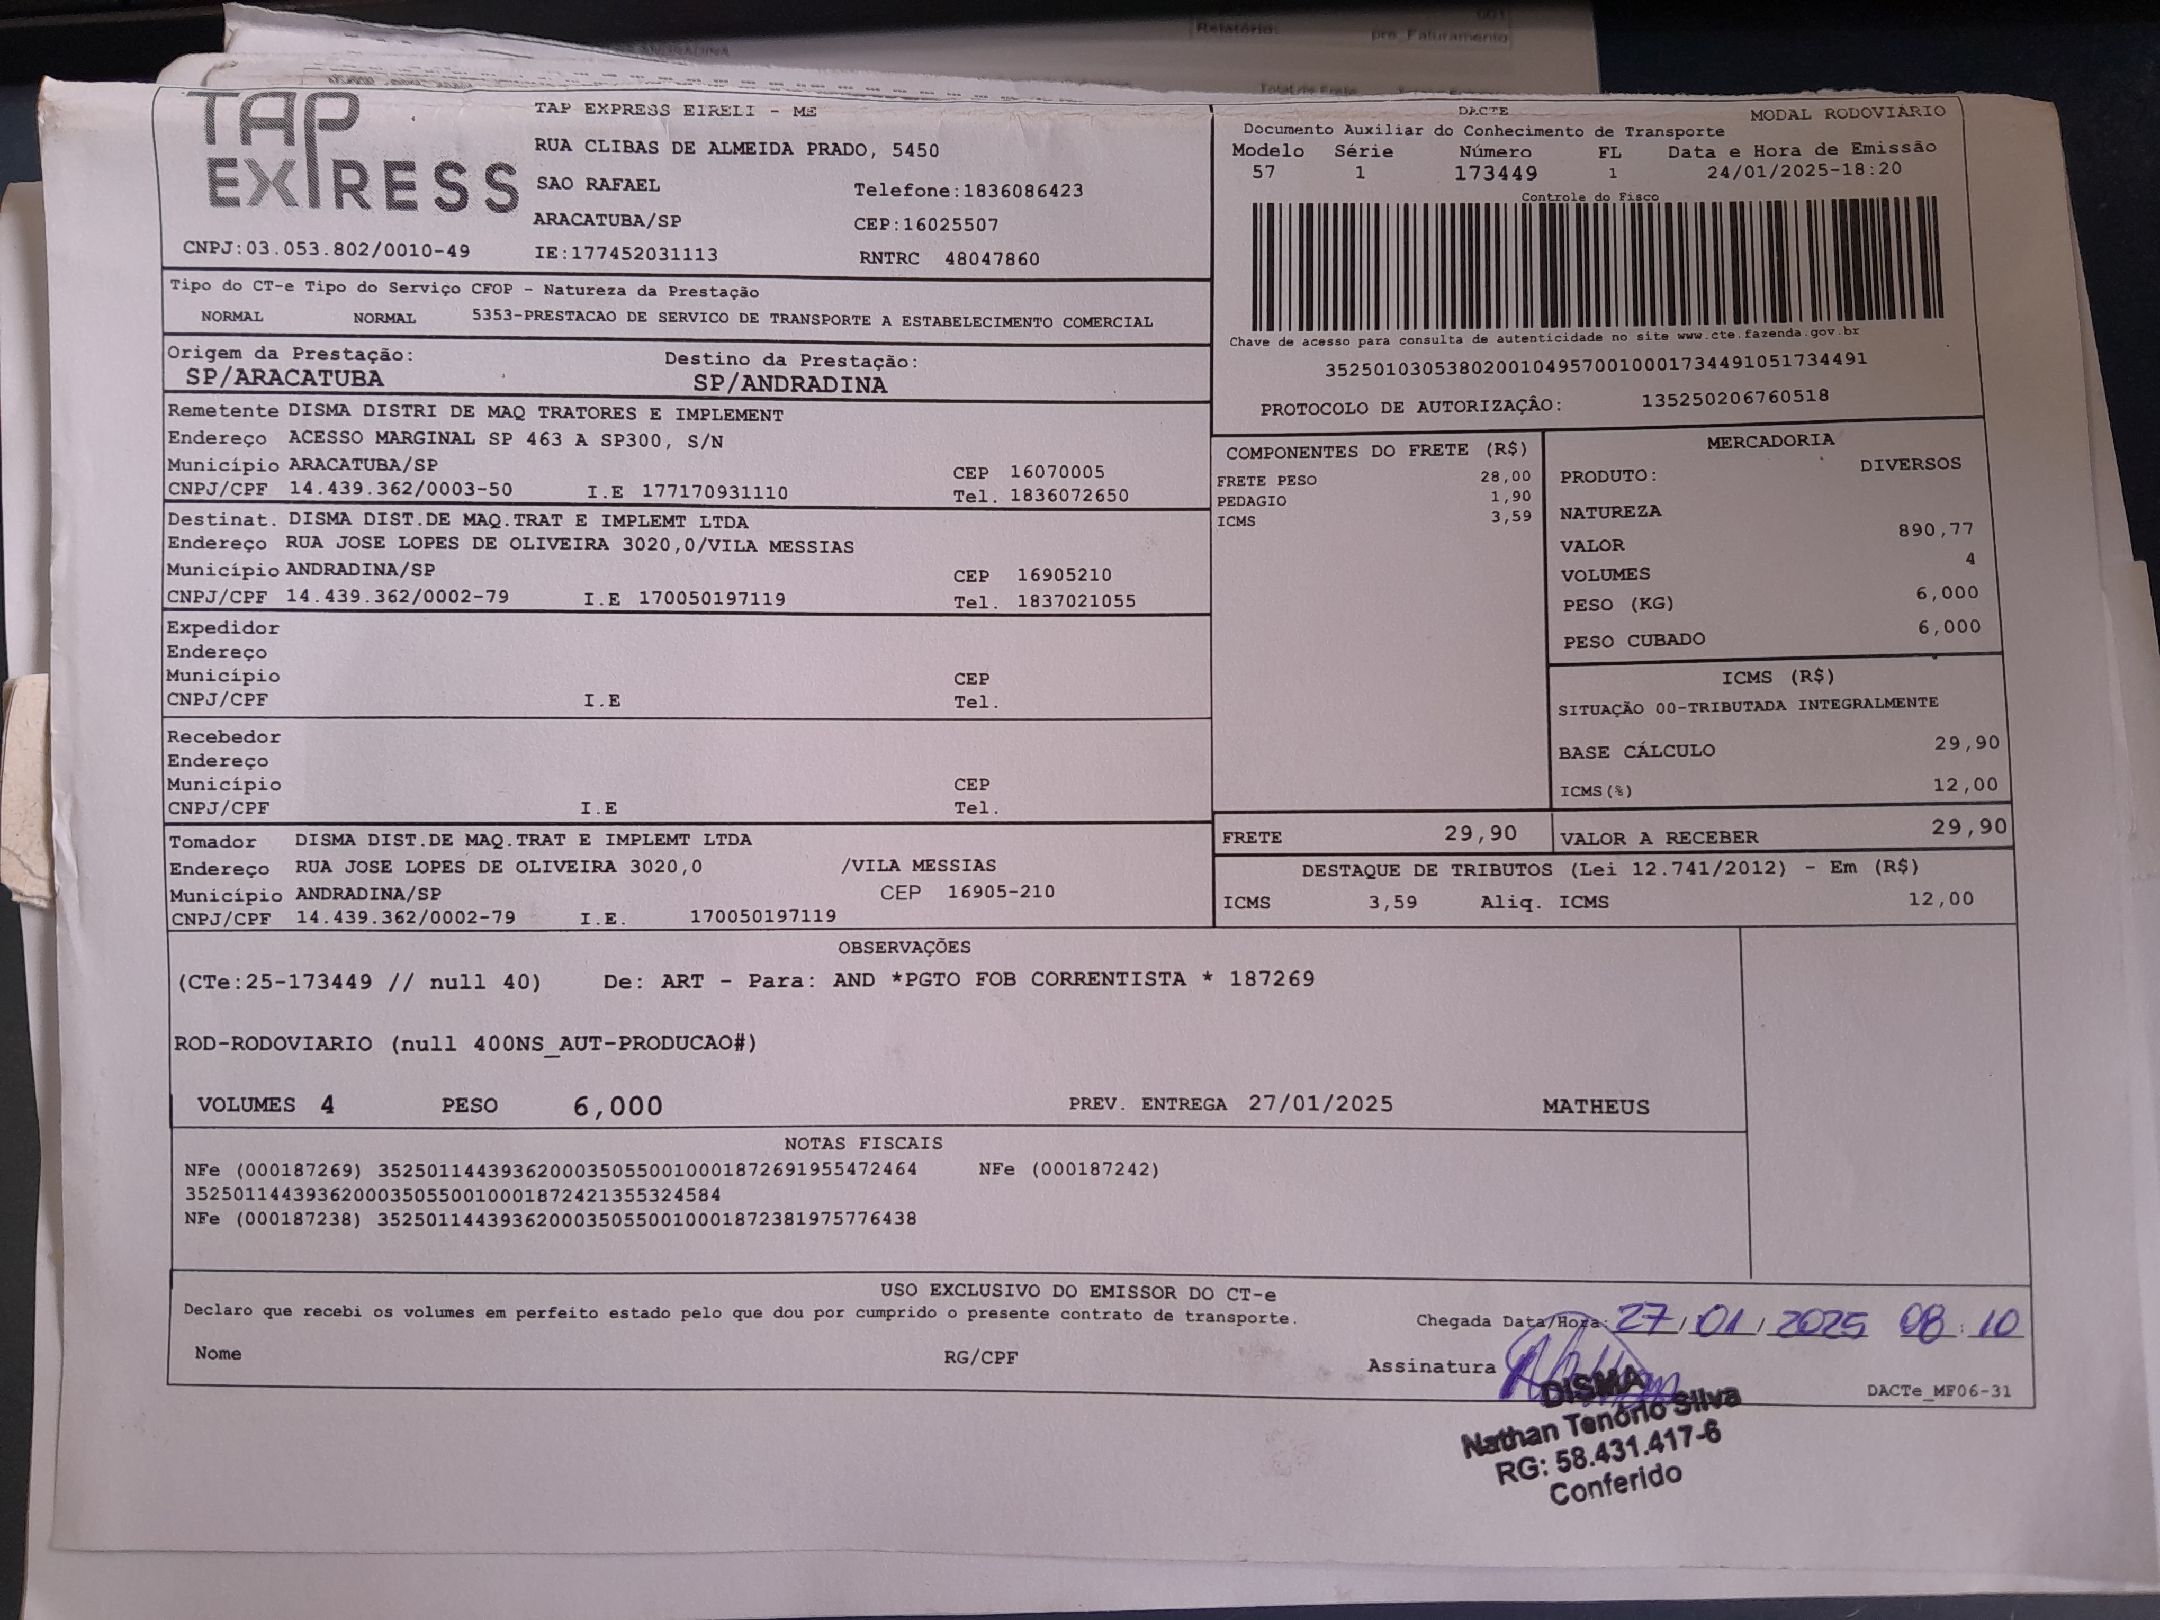 Relatório:
pre_Faturamento
TAP
EXPRESS
TAP EXPRESS EIRELI - ME
RUA CLIBAS DE ALMEIDA PRADO, 5450
SAO RAFAEL Telefone:1836086423
ARACATUBA/SP CEP:16025507
CNPJ:03.053.802/0010-49 IE:177452031113 RNTRC 48047860
DACTE MODAL RODOVIÁRIO
Documento Auxiliar do Conhecimento de Transporte
Modelo Série Número FL Data e Hora de Emissão
57 1 173449 1 24/01/2025-18:20
Controle do Fisco
Chave de acesso para consulta de autenticidade no site www.cte.fazenda.gov.br
35250103053802001049570010001734491051734491
PROTOCOLO DE AUTORIZAÇÂO: 135250206760518
Tipo do CT-e Tipo do Serviço CFOP - Natureza da Prestação
NORMAL NORMAL 5353-PRESTACAO DE SERVICO DE TRANSPORTE A ESTABELECIMENTO COMERCIAL
Origem da Prestação: Destino da Prestação:
SP/ARACATUBA SP/ANDRADINA
Remetente DISMA DISTRI DE MAQ TRATORES E IMPLEMENT
Endereço ACESSO MARGINAL SP 463 A SP300, S/N
Município ARACATUBA/SP CEP 16070005
CNPJ/CPF 14.439.362/0003-50 I.E 177170931110 Tel. 1836072650
Destinat. DISMA DIST.DE MAQ.TRAT E IMPLEMT LTDA
Endereço RUA JOSE LOPES DE OLIVEIRA 3020,0/VILA MESSIAS
Município ANDRADINA/SP CEP 16905210
CNPJ/CPF 14.439.362/0002-79 I.E 170050197119 Tel. 1837021055
Expedidor
Endereço
Município CEP
CNPJ/CPF I.E Tel.
Recebedor
Endereço
Município CEP
CNPJ/CPF I.E Tel.
Tomador DISMA DIST.DE MAQ.TRAT E IMPLEMT LTDA
Endereço RUA JOSE LOPES DE OLIVEIRA 3020,0 /VILA MESSIAS
Município ANDRADINA/SP CEP 16905-210
CNPJ/CPF 14.439.362/0002-79 I.E. 170050197119
COMPONENTES DO FRETE (R$)
FRETE PESO 28,00
PEDAGIO 1,90
ICMS 3,59
MERCADORIA
PRODUTO: DIVERSOS
NATUREZA
VALOR 890,77
VOLUMES 4
PESO (KG) 6,000
PESO CUBADO 6,000
ICMS (R$)
SITUAÇÃO 00-TRIBUTADA INTEGRALMENTE
BASE CÁLCULO 29,90
ICMS(%) 12,00
FRETE 29,90 VALOR A RECEBER 29,90
DESTAQUE DE TRIBUTOS (Lei 12.741/2012) - Em (R$)
ICMS 3,59 Aliq. ICMS 12,00
OBSERVAÇÕES
(CTe:25-173449 // null 40) De: ART - Para: AND *PGTO FOB CORRENTISTA * 187269
ROD-RODOVIARIO (null 400NS_AUT-PRODUCAO#)
VOLUMES 4 PESO 6,000 PREV. ENTREGA 27/01/2025 MATHEUS
NOTAS FISCAIS
NFe (000187269) 35250114439362000350550010001872691955472464 NFe (000187242)
35250114439362000350550010001872421355324584
NFe (000187238) 35250114439362000350550010001872381975776438
USO EXCLUSIVO DO EMISSOR DO CT-e
Declaro que recebi os volumes em perfeito estado pelo que dou por cumprido o presente contrato de transporte.
Chegada Data/Hora: 27/01/2025 08:10
Nome RG/CPF Assinatura
DACTe_MF06-31
DISMA
Nathan Tenório Silva
RG: 58.431.417-6
Conferido